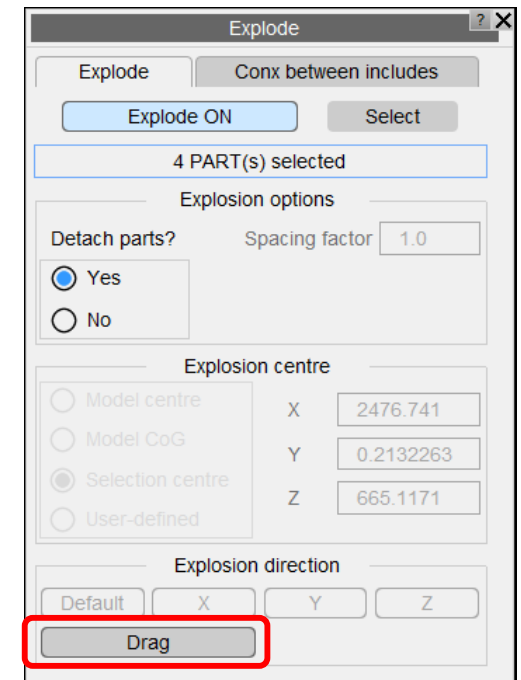 Explode ? X
Explode Conx between includes
Explode ON Select
4 PART(s) selected
Explosion options
Detach parts? Spacing factor 1.0
Yes
No
Explosion centre
Model centre X 2476.741
Model CoG Y 0.2132263
Selection centre Z 665.1171
User-defined
Explosion direction
Default X Y Z
Drag